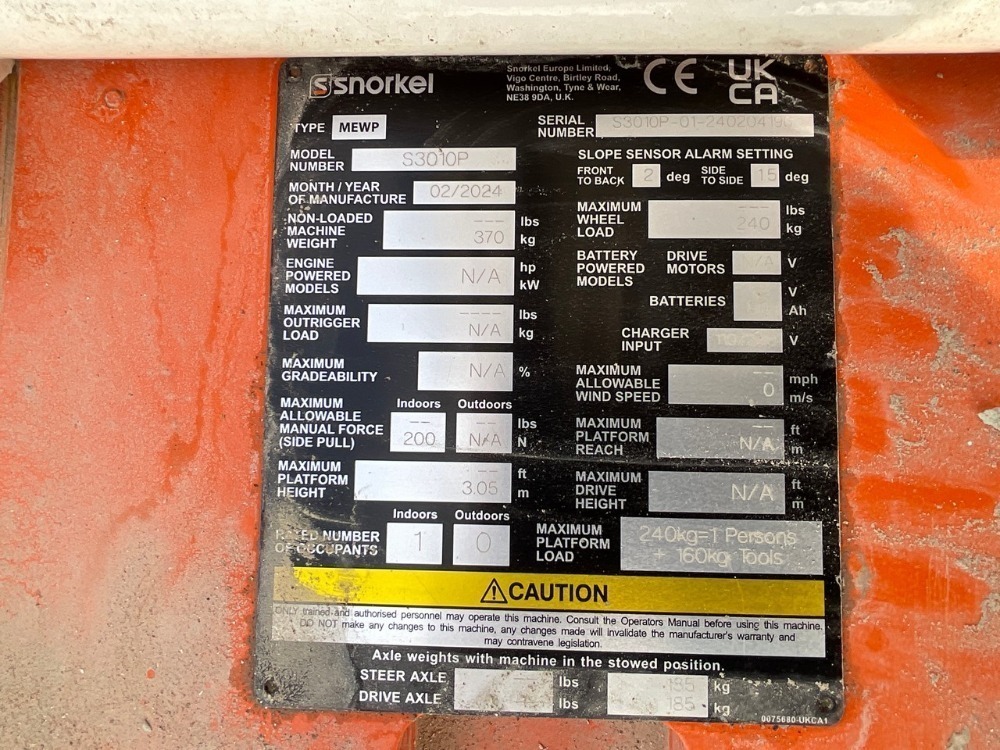 snorkel
Snorkel Europe Limited,
Vigo Centre, Birtley Road,
Washington, Tyne & Wear,
NE38 9DA, U.K.
CE UK
CA
TYPE MEWP
MODEL
NUMBER S3010P
MONTH / YEAR
OF MANUFACTURE 02/2024
NON-LOADED
MACHINE
WEIGHT --- lbs
370 kg
ENGINE
POWERED
MODELS N/A hp
kW
MAXIMUM
OUTRIGGER
LOAD ---- lbs
N/A kg
MAXIMUM
GRADEABILITY N/A %
MAXIMUM
ALLOWABLE
MANUAL FORCE
(SIDE PULL) Indoors Outdoors
-- -- lbs
200 N/A N
MAXIMUM
PLATFORM
HEIGHT -- ft
3.05 m
Indoors Outdoors
RATED NUMBER
OF OCCUPANTS 1 0
SERIAL
NUMBER
SLOPE SENSOR ALARM SETTING
FRONT
TO BACK 2 deg SIDE
TO SIDE 1.5 deg
MAXIMUM
WHEEL
LOAD --- lbs
240 kg
BATTERY
POWERED
MODELS DRIVE
MOTORS N/A V
BATTERIES V
Ah
CHARGER
INPUT V
MAXIMUM
ALLOWABLE
WIND SPEED -- mph
0 m/s
MAXIMUM
PLATFORM
REACH -- ft
N/A m
MAXIMUM
DRIVE
HEIGHT N/A ft
m
MAXIMUM
PLATFORM
LOAD 240kg=1 Persons
+ 160kg Tools
CAUTION
ONLY trained and authorised personnel may operate this machine. Consult the Operators Manual before using this machine.
DO NOT make any changes to this machine, any changes made will invalidate the manufacturer's warranty and
may contravene legislation.
Axle weights with machine in the stowed position.
STEER AXLE lbs 185 kg
DRIVE AXLE lbs 185 kg
0075680-UKCA1